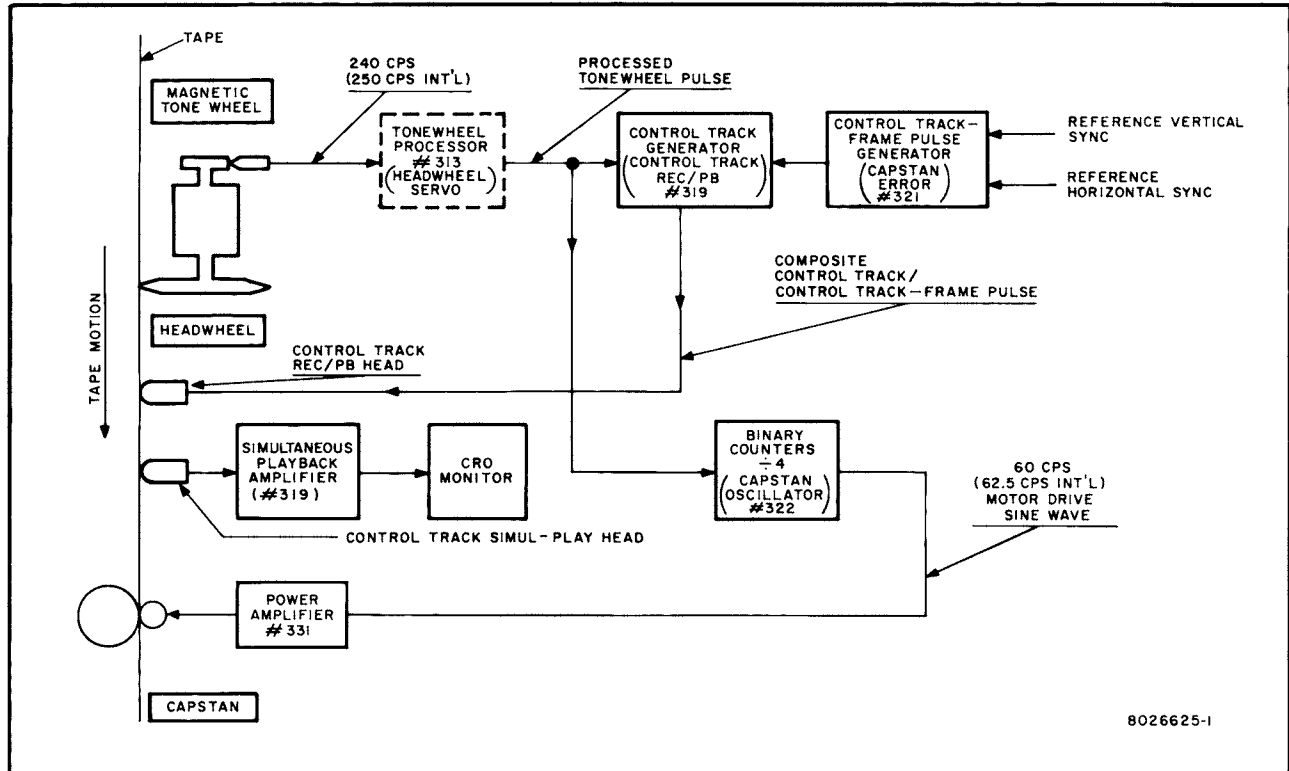 TAPE
MAGNETIC
TONE WHEEL
240 CPS
(250 CPS INT'L)
TONEWHEEL
PROCESSOR
#313
(HEADWHEEL
SERVO)
PROCESSED
TONEWHEEL PULSE
CONTROL TRACK
GENERATOR
(CONTROL TRACK
REC/PB
#319)
CONTROL TRACK—
FRAME PULSE
GENERATOR
(CAPSTAN
ERROR
#321)
REFERENCE VERTICAL
SYNC
REFERENCE
HORIZONTAL SYNC
TAPE MOTION
HEADWHEEL
COMPOSITE
CONTROL TRACK/
CONTROL TRACK—FRAME PULSE
CONTROL TRACK
REC/PB HEAD
SIMULTANEOUS
PLAYBACK
AMPLIFIER
(#319)
CRO
MONITOR
CONTROL TRACK SIMUL-PLAY HEAD
BINARY
COUNTERS
÷4
(CAPSTAN
OSCILLATOR
#322)
60 CPS
(62.5 CPS INT'L)
MOTOR DRIVE
SINE WAVE
POWER
AMPLIFIER
#331
CAPSTAN
8026625-1